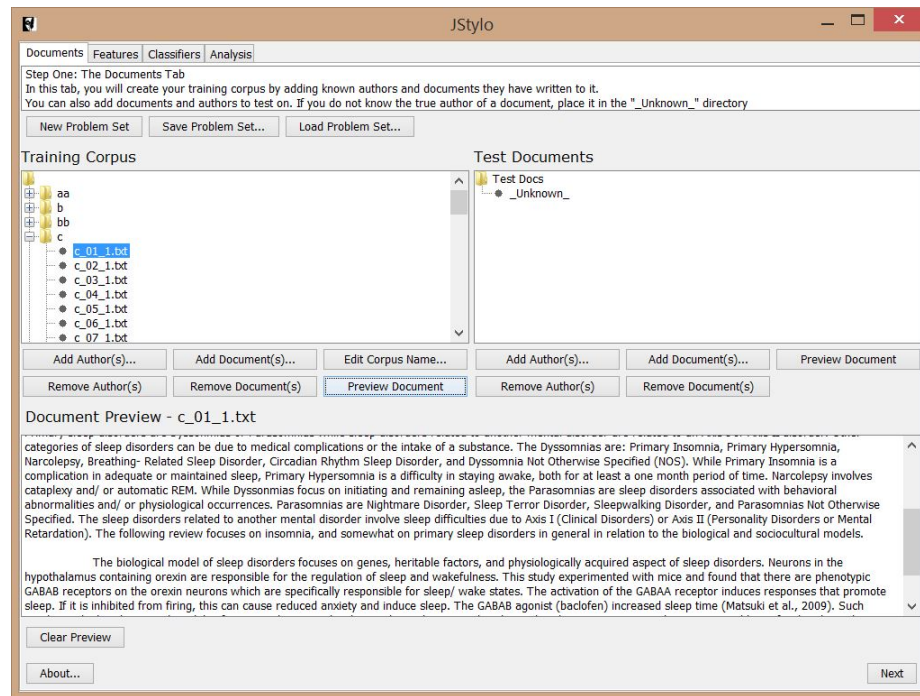 JStylo
Documents Features Classifiers Analysis
Step One: The Documents Tab
In this tab, you will create your training corpus by adding known authors and documents they have written to it.
You can also add documents and authors to test on. If you do not know the true author of a document, place it in the "_Unknown_" directory
New Problem Set Save Problem Set... Load Problem Set...
Training Corpus
aa
b
bb
c
c_01_1.txt
c_02_1.txt
c_03_1.txt
c_04_1.txt
c_05_1.txt
c_06_1.txt
c_07_1.txt
Test Documents
Test Docs
_Unknown_
Add Author(s)... Add Document(s)... Edit Corpus Name... Add Author(s)... Add Document(s)... Preview Document
Remove Author(s) Remove Document(s) Preview Document Remove Author(s) Remove Document(s)
Document Preview - c_01_1.txt
categories of sleep disorders can be due to medical complications or the intake of a substance. The Dyssomnias are: Primary Insomnia, Primary Hypersomnia,
Narcolepsy, Breathing- Related Sleep Disorder, Circadian Rhythm Sleep Disorder, and Dyssomnia Not Otherwise Specified (NOS). While Primary Insomnia is a
complication in adequate or maintained sleep, Primary Hypersomnia is a difficulty in staying awake, both for at least a one month period of time. Narcolepsy involves
cataplexy and/ or automatic REM. While Dyssonmias focus on initiating and remaining asleep, the Parasomnias are sleep disorders associated with behavioral
abnormalities and/ or physiological occurrences. Parasomnias are Nightmare Disorder, Sleep Terror Disorder, Sleepwalking Disorder, and Parasomnias Not Otherwise
Specified. The sleep disorders related to another mental disorder involve sleep difficulties due to Axis I (Clinical Disorders) or Axis II (Personality Disorders or Mental
Retardation). The following review focuses on insomnia, and somewhat on primary sleep disorders in general in relation to the biological and sociocultural models.
The biological model of sleep disorders focuses on genes, heritable factors, and physiologically acquired aspect of sleep disorders. Neurons in the
hypothalamus containing orexin are responsible for the regulation of sleep and wakefulness. This study experimented with mice and found that there are phenotypic
GABAB receptors on the orexin neurons which are specifically responsible for sleep/ wake states. The activation of the GABAA receptor induces responses that promote
sleep. If it is inhibited from firing, this can cause reduced anxiety and induce sleep. The GABAB agonist (baclofen) increased sleep time (Matsuki et al., 2009). Such
Clear Preview
About... Next